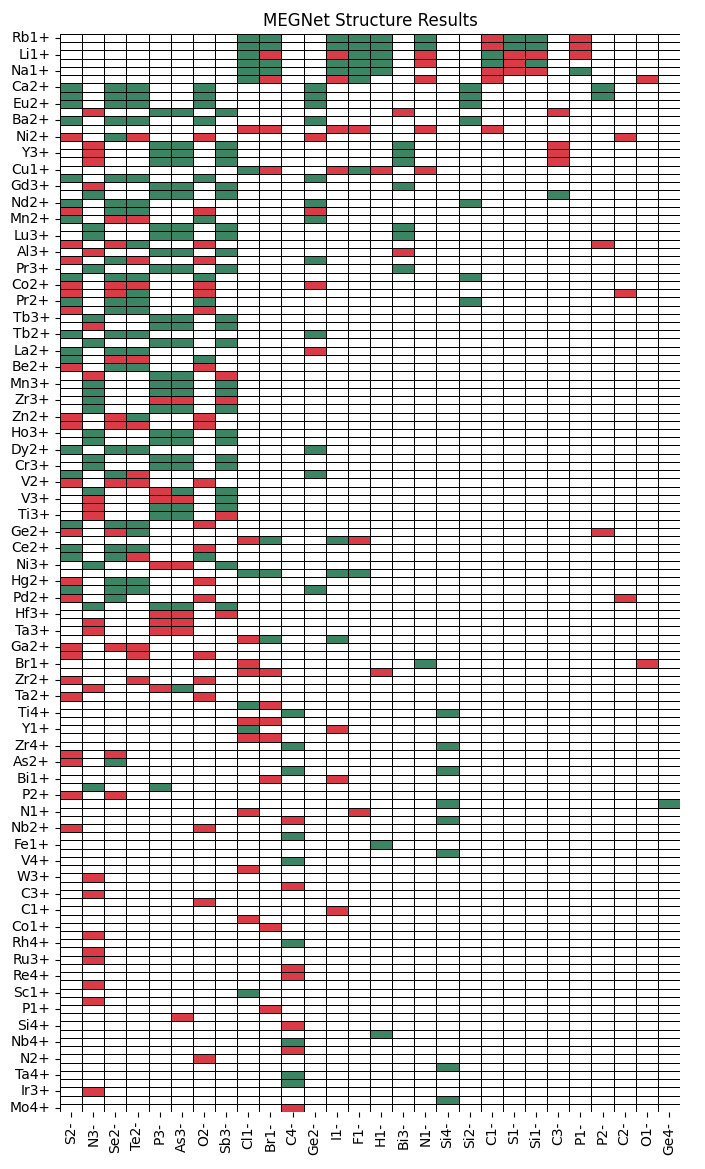 MEGNet Structure Results
Rb1+
Li1+
Na1+
Ca2+
Eu2+
Ba2+
Ni2+
Y3+
Cu1+
Gd3+
Nd2+
Mn2+
Lu3+
Al3+
Pr3+
Co2+
Pr2+
Tb3+
Tb2+
La2+
Be2+
Mn3+
Zr3+
Zn2+
Ho3+
Dy2+
Cr3+
V2+
V3+
Ti3+
Ge2+
Ce2+
Ni3+
Hg2+
Pd2+
Hf3+
Ta3+
Ga2+
Br1+
Zr2+
Ta2+
Ti4+
Y1+
Zr4+
As2+
Bi1+
P2+
N1+
Nb2+
Fe1+
V4+
W3+
C3+
C1+
Co1+
Rh4+
Ru3+
Re4+
Sc1+
P1+
Si4+
Nb4+
N2+
Ta4+
Ir3+
Mo4+
S2- N3- Se2- Te2- P3- As3- O2- Sb3- Cl1- Br1- C4- Ge2- I1- F1- H1- Bi3- N1- Si4- Si2- C1- S1- Si1- C3- P1- P2- C2- O1- Ge4-